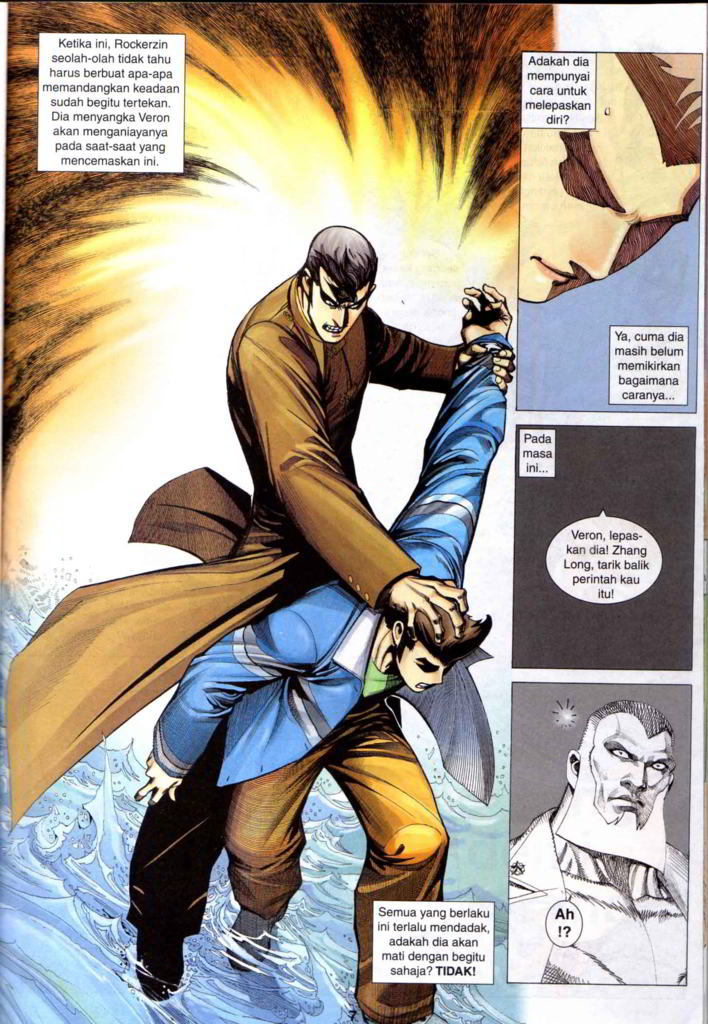 Ketika ini, Rockerzin
seolah-olah tidak tahu
harus berbuat apa-apa
memandangkan keadaan
sudah begitu tertekan.
Dia menyangka Veron
akan menganiayanya
pada saat-saat yang
mencemaskan ini.
Adakah dia
mempunyai
cara untuk
melepaskan
diri?
Ya, cuma dia
masih belum
memikirkan
bagaimana
caranya...
Pada
masa
ini...
Veron, lepas-
kan dia! Zhang
Long, tarik balik
perintah kau
itu!
Ah
!?
Semua yang berlaku
ini terlalu mendadak,
adakah dia akan
mati dengan begitu
sahaja? TIDAK!
7